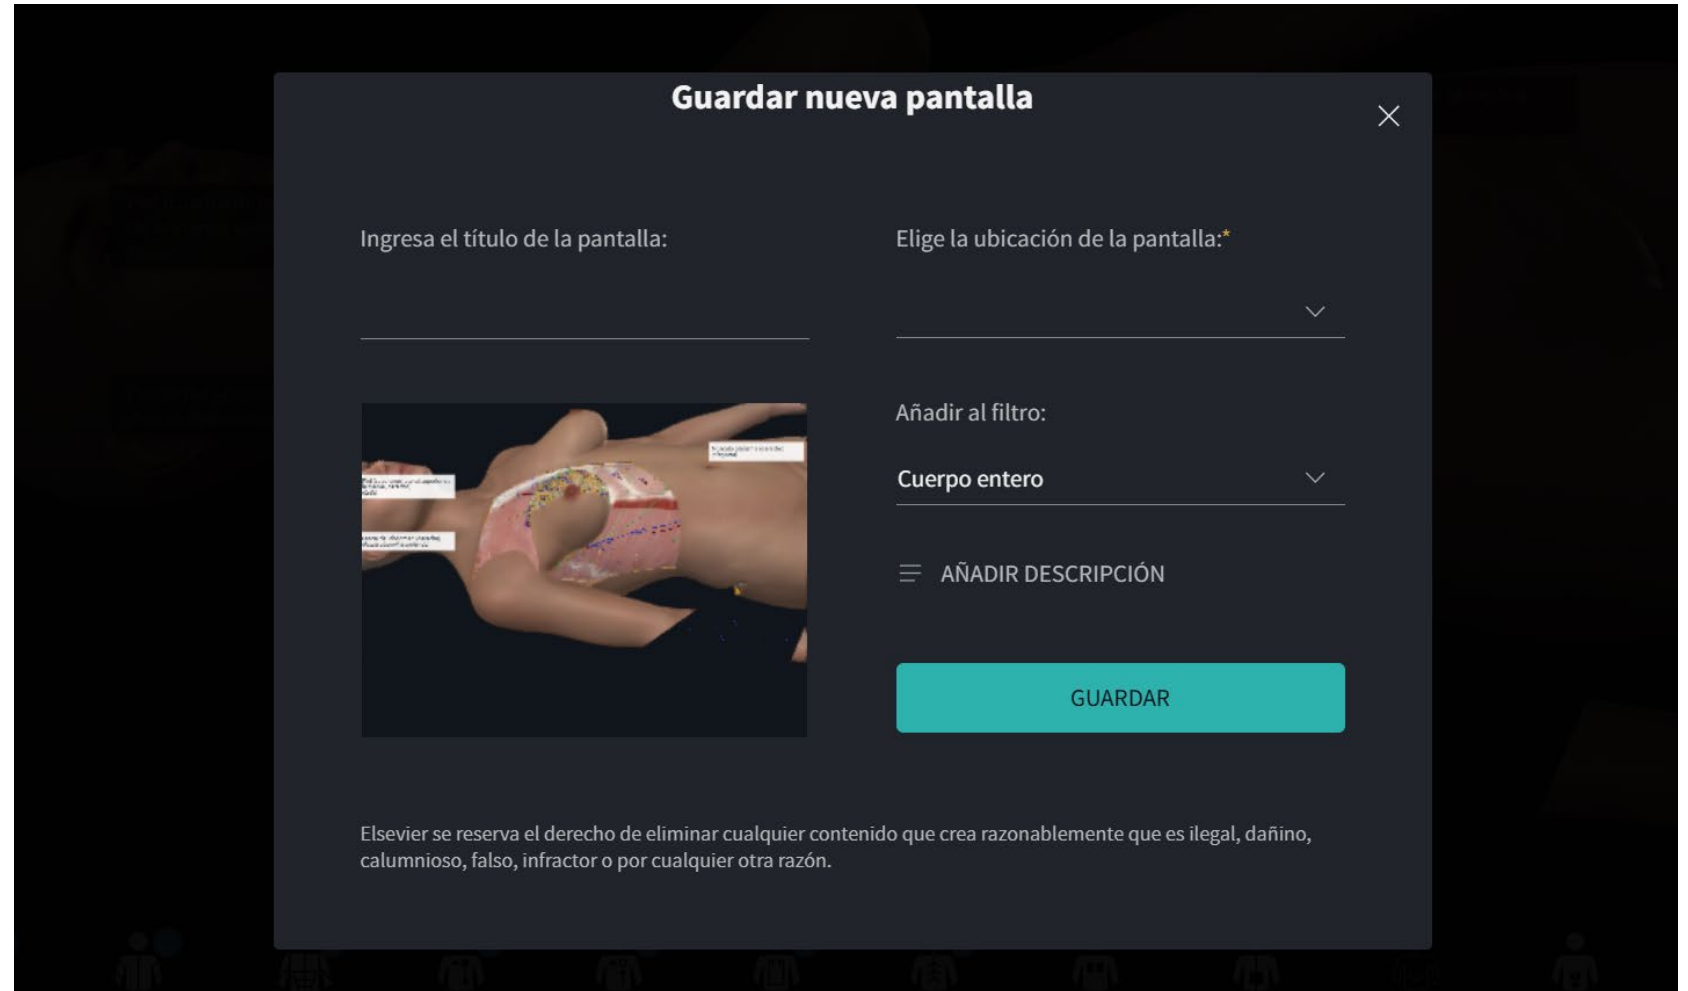 Guardar nueva pantalla
Ingresa el título de la pantalla:
Elige la ubicación de la pantalla:*
Añadir al filtro:
Cuerpo entero
AÑADIR DESCRIPCIÓN
GUARDAR
Elsevier se reserva el derecho de eliminar cualquier contenido que crea razonablemente que es ilegal, dañino,
calumnioso, falso, infractor o por cualquier otra razón.